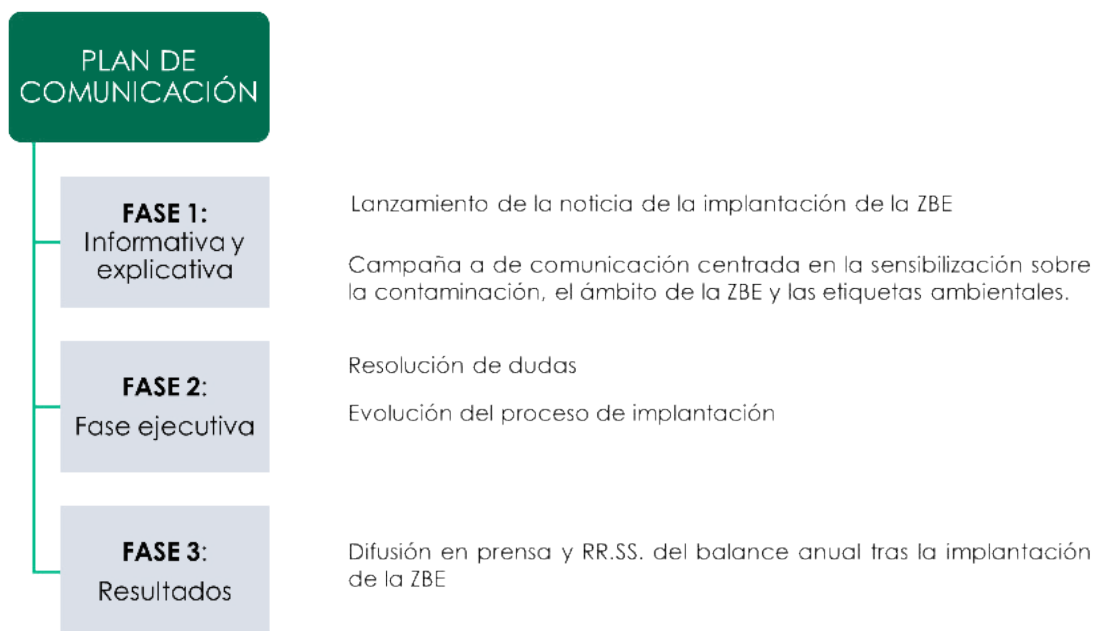 PLAN DE
COMUNICACIÓN
FASE 1:
Informativa y
explicativa
Lanzamiento de la noticia de la implantación de la ZBE
Campaña a de comunicación centrada en la sensibilización sobre
la contaminación, el ámbito de la ZBE y las etiquetas ambientales.
FASE 2:
Fase ejecutiva
Resolución de dudas
Evolución del proceso de implantación
FASE 3:
Resultados
Difusión en prensa y RR.SS. del balance anual tras la implantación
de la ZBE